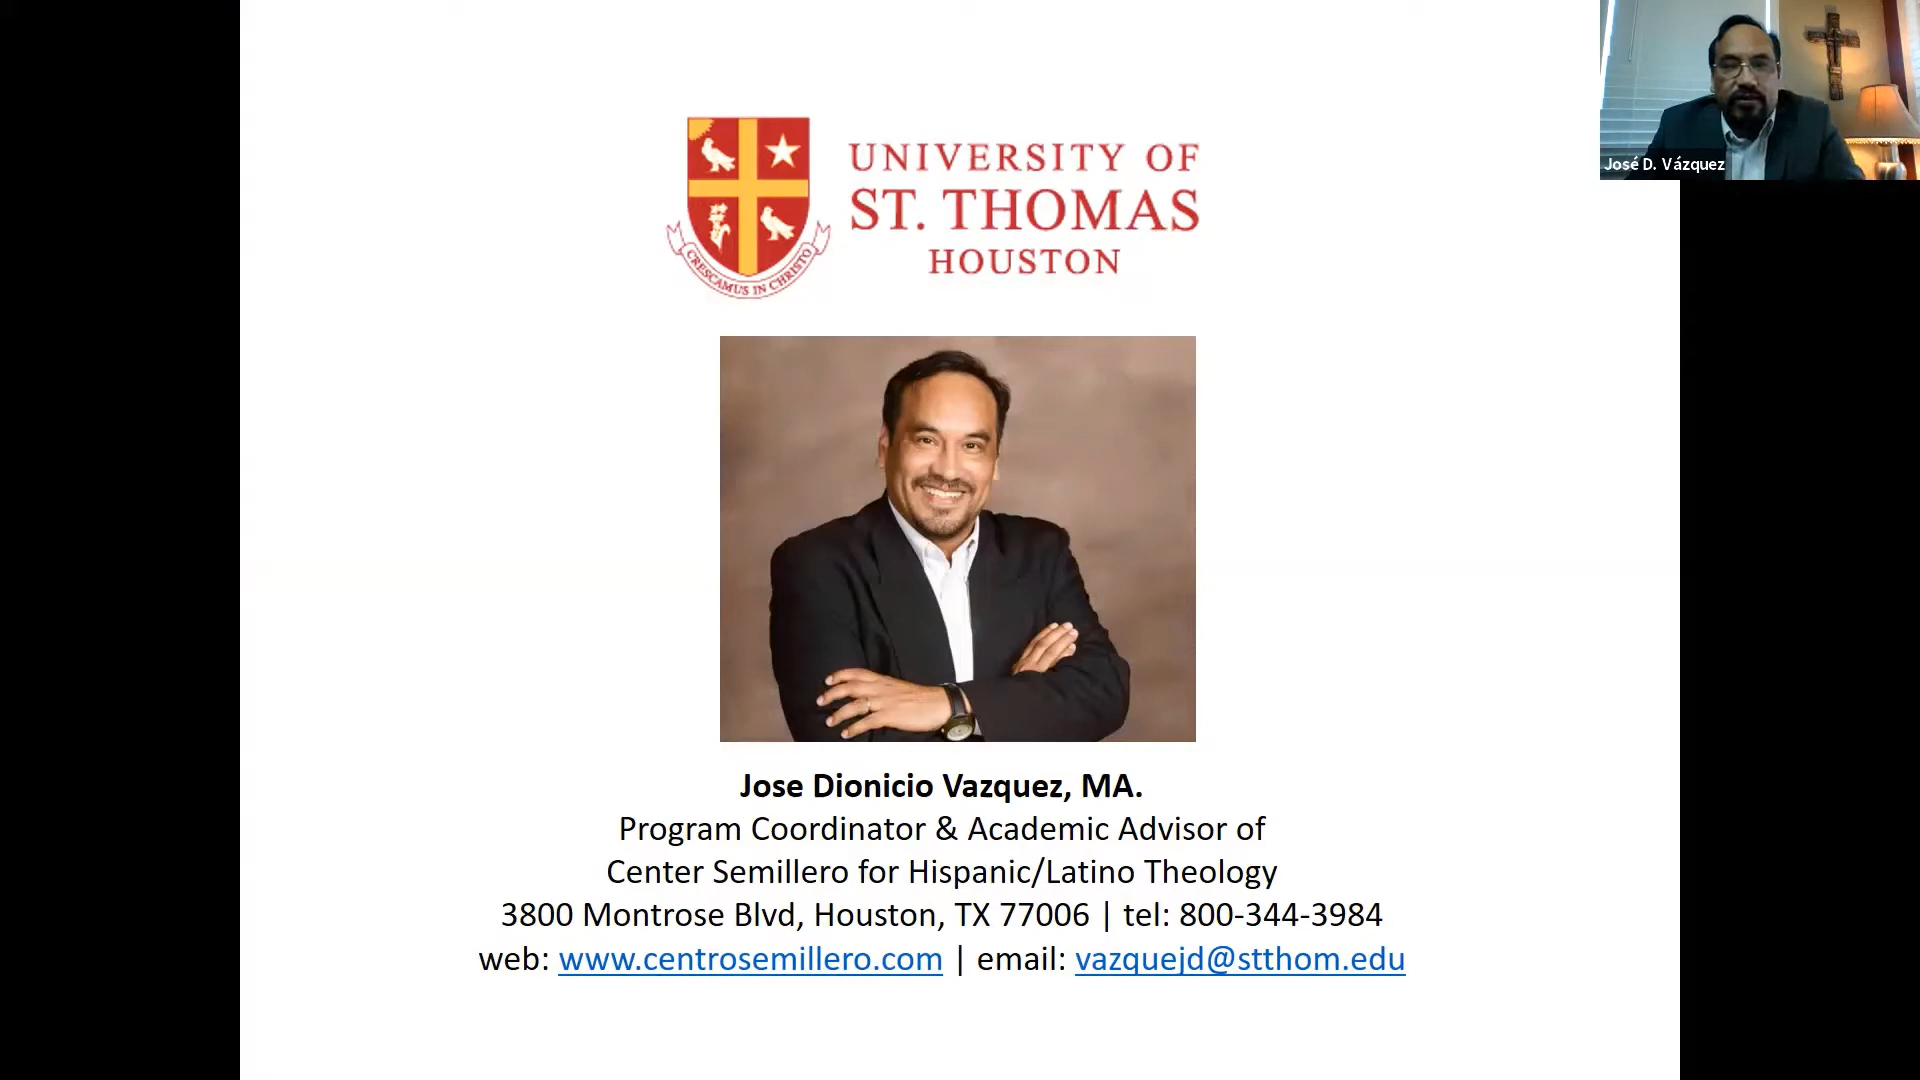 UNIVERSITY OF
ST. THOMAS
HOUSTON
CRESCAMUS IN CHRISTO
José D. Vázquez
Jose Dionicio Vazquez, MA.
Program Coordinator & Academic Advisor of
Center Semillero for Hispanic/Latino Theology
3800 Montrose Blvd, Houston, TX 77006 | tel: 800-344-3984
web: www.centrosemillero.com | email: vazquejd@stthom.edu